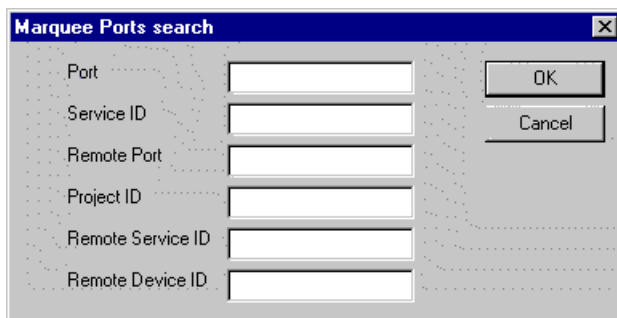 Marquee Ports search
Port
OK
Service ID
Cancel
Remote Port
Project ID
Remote Service ID
Remote Device ID